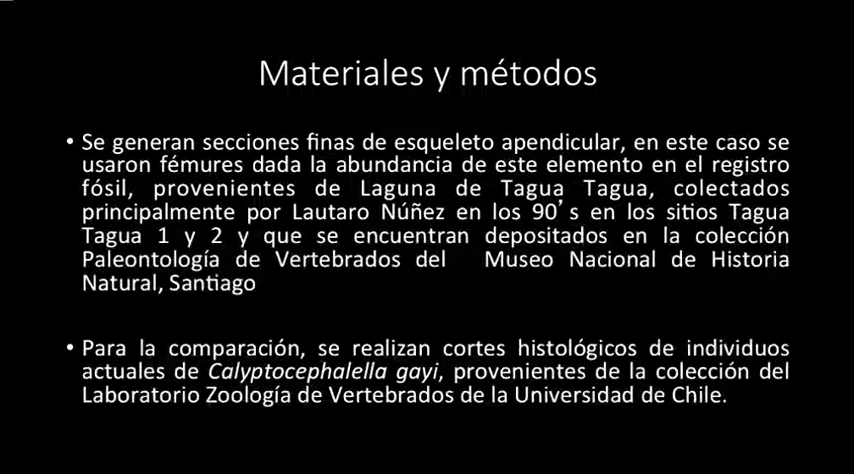 Materiales y métodos
• Se generan secciones finas de esqueleto apendicular, en este caso se
usaron fémures dada la abundancia de este elemento en el registro
fósil, provenientes de Laguna de Tagua Tagua, colectados
principalmente por Lautaro Núñez en los 90's en los sitios Tagua
Tagua 1 y 2 y que se encuentran depositados en la colección
Paleontología de Vertebrados del Museo Nacional de Historia
Natural, Santiago
• Para la comparación, se realizan cortes histológicos de individuos
actuales de Calyptocephalella gayi, provenientes de la colección del
Laboratorio Zoología de Vertebrados de la Universidad de Chile.